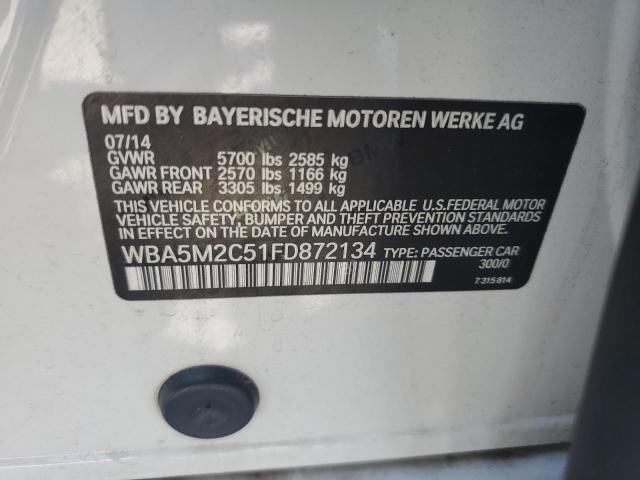 MFD BY BAYERISCHE MOTOREN WERKE AG
07/14
GVWR 5700 lbs 2585 kg
GAWR FRONT 2570 lbs 1166 kg
GAWR REAR 3305 lbs 1499 kg
THIS VEHICLE CONFORMS TO ALL APPLICABLE U.S.FEDERAL MOTOR
VEHICLE SAFETY, BUMPER AND THEFT PREVENTION STANDARDS
IN EFFECT ON THE DATE OF MANUFACTURE SHOWN ABOVE.
WBA5M2C51FD872134 TYPE: PASSENGER CAR
300/0
7315814